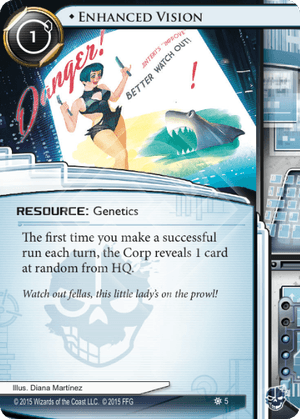 ◆ ENHANCED VISION
1
Danger!
BETTER WATCH OUT!
!
RESOURCE: Genetics
The first time you make a successful
run each turn, the Corp reveals 1 card
at random from HQ.
Watch out fellas, this little lady's on the prowl!
Illus. Diana Martinez
© 2015 Wizards of the Coast LLC. © 2015 FFG
5